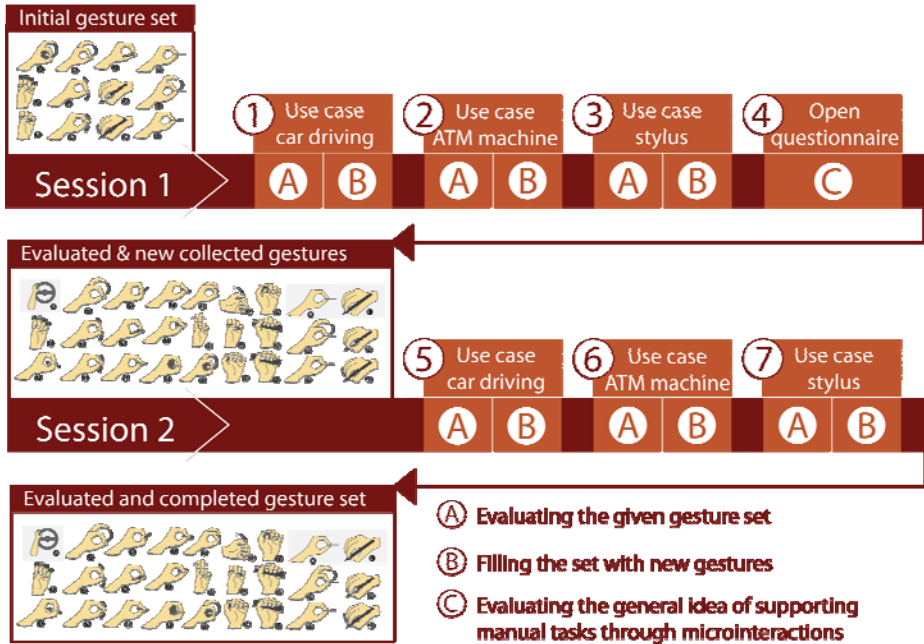 Initial gesture set
1
Use case
car driving
2
Use case
ATM machine
3
Use case
stylus
4
Open
questionnaire
Session 1
A B
A B
A B
C
Evaluated & new collected gestures
5
Use case
car driving
6
Use case
ATM machine
7
Use case
stylus
Session 2
A B
A B
A B
Evaluated and completed gesture set
A Evaluating the given gesture set
B Filling the set with new gestures
C Evaluating the general idea of supporting
manual tasks through microinteractions